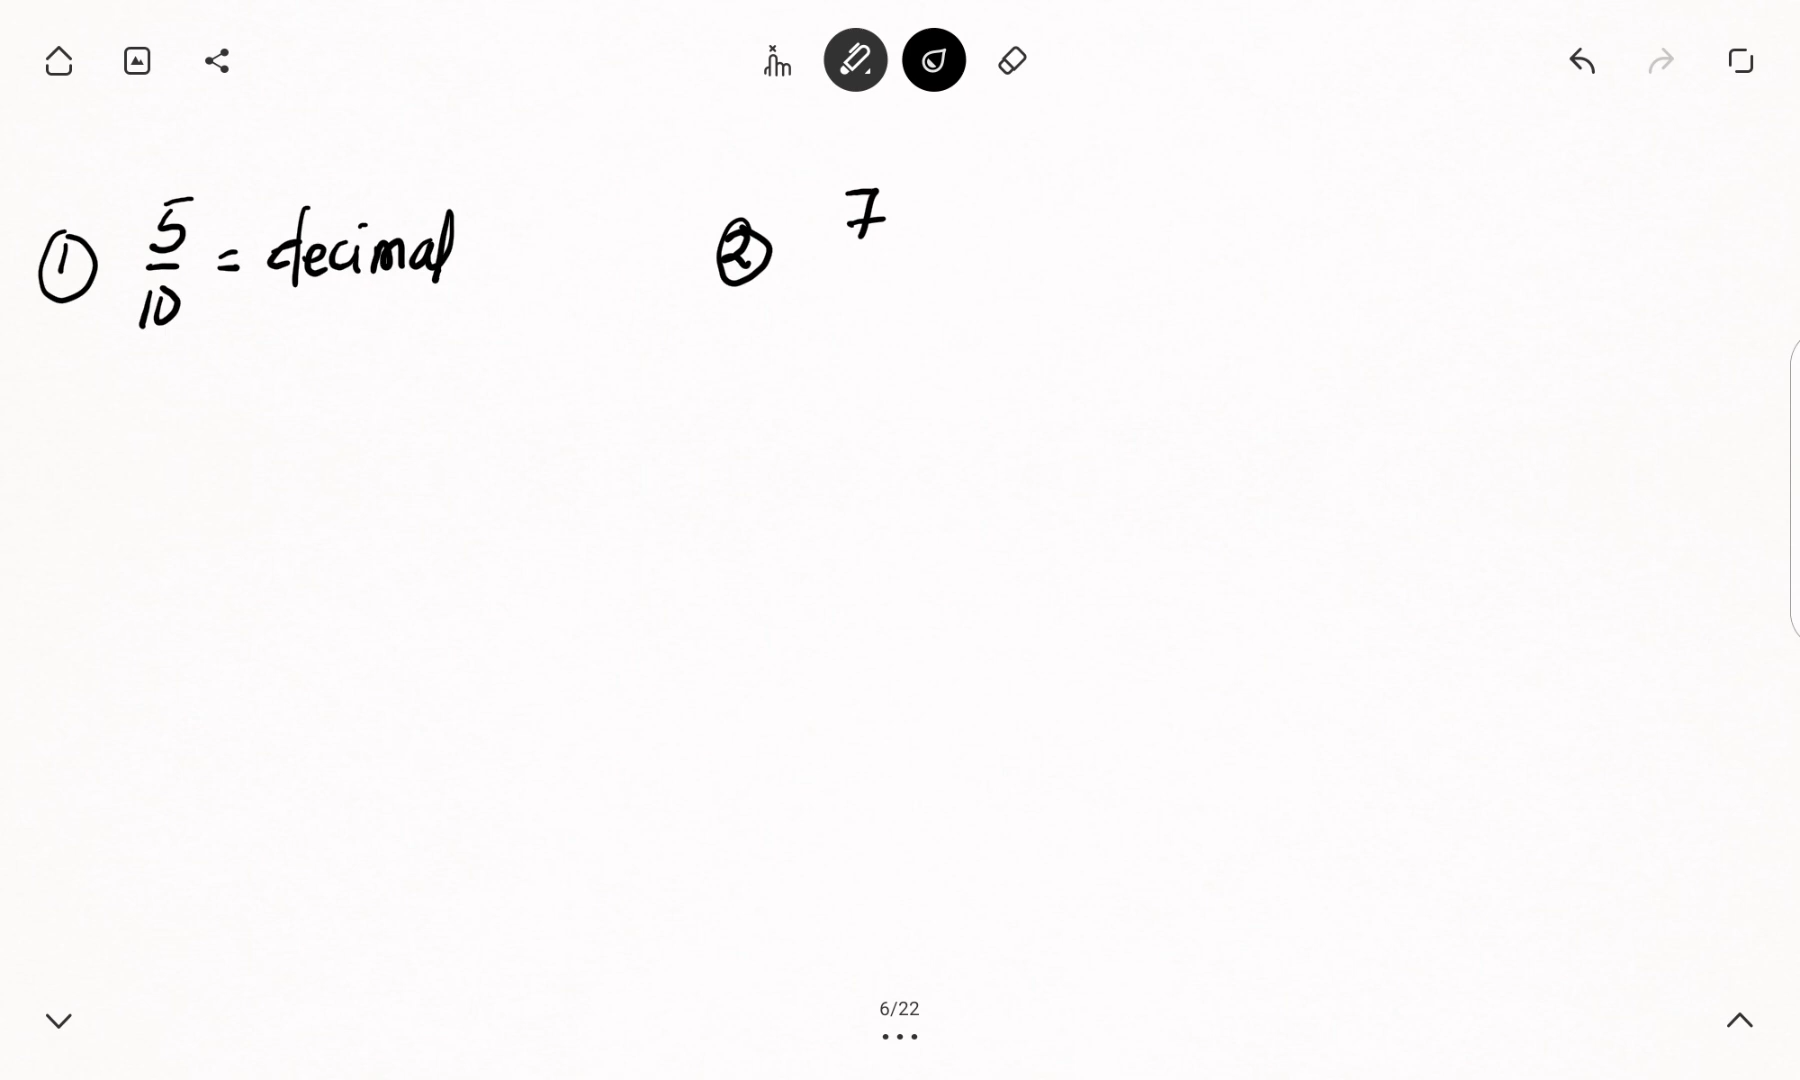 ① 5/10 = decimal
② 7
6/22